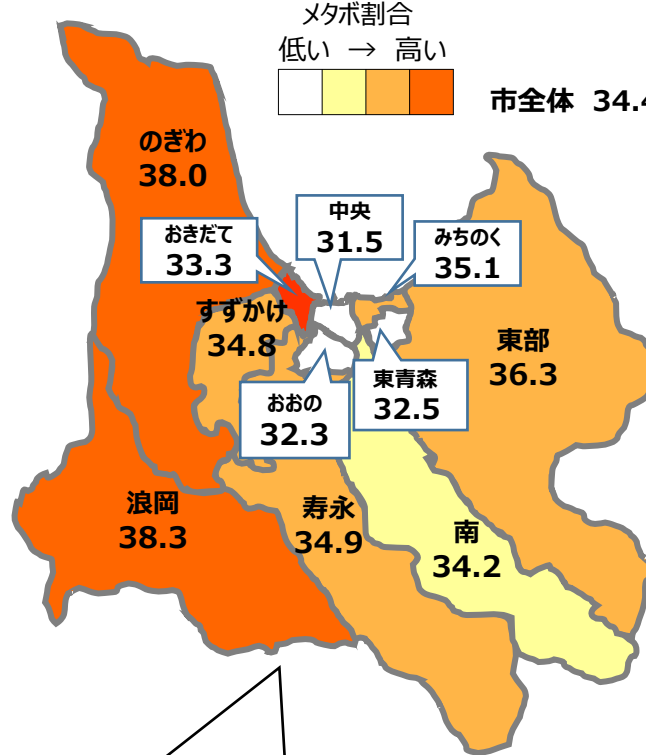 メタボ割合
低い → 高い
市全体 34.4
のぎわ
38.0
中央
31.5
おきだて
33.3
みちのく
35.1
すずかけ
34.8
東部
36.3
おおの
32.3
東青森
32.5
浪岡
38.3
寿永
34.9
南
34.2